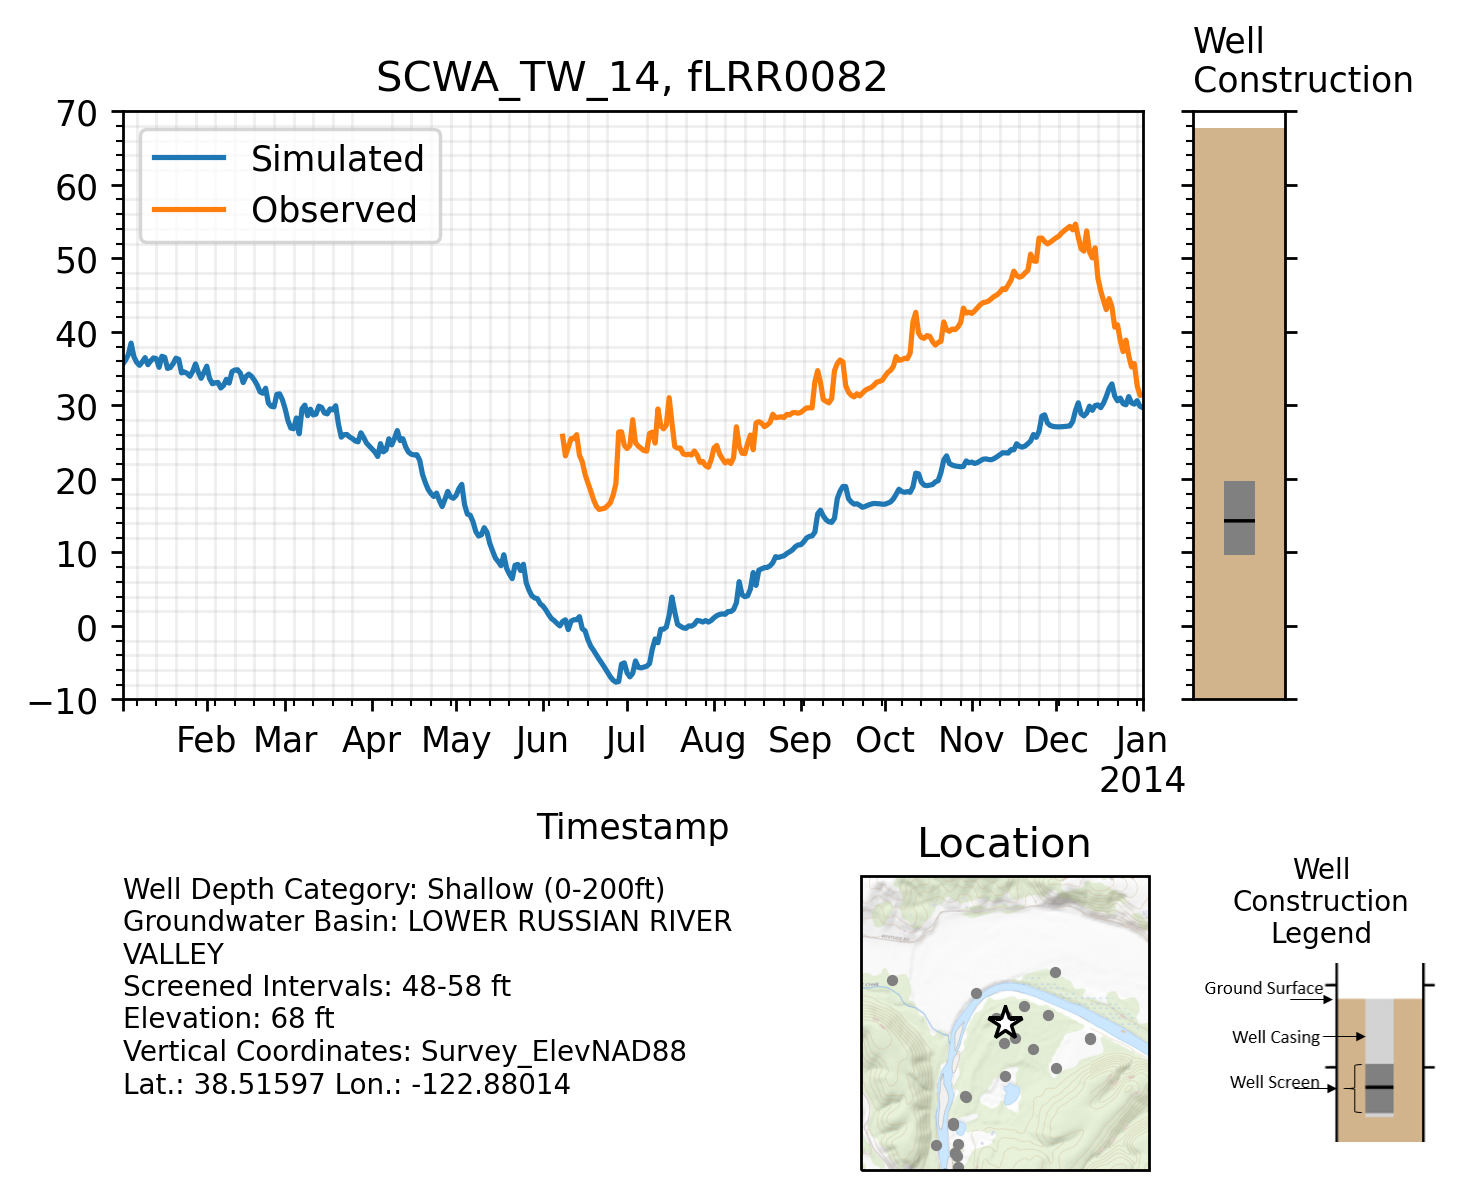 Well
Construction
SCWA_TW_14, fLRR0082
Simulated
Observed
70
60
50
40
30
20
10
0
−10
Feb Mar Apr May Jun Jul Aug Sep Oct Nov Dec Jan
2014
Timestamp
Well Depth Category: Shallow (0-200ft)
Groundwater Basin: LOWER RUSSIAN RIVER
VALLEY
Screened Intervals: 48-58 ft
Elevation: 68 ft
Vertical Coordinates: Survey_ElevNAD88
Lat.: 38.51597 Lon.: -122.88014
Location
Well
Construction
Legend
Ground Surface
Well Casing
Well Screen